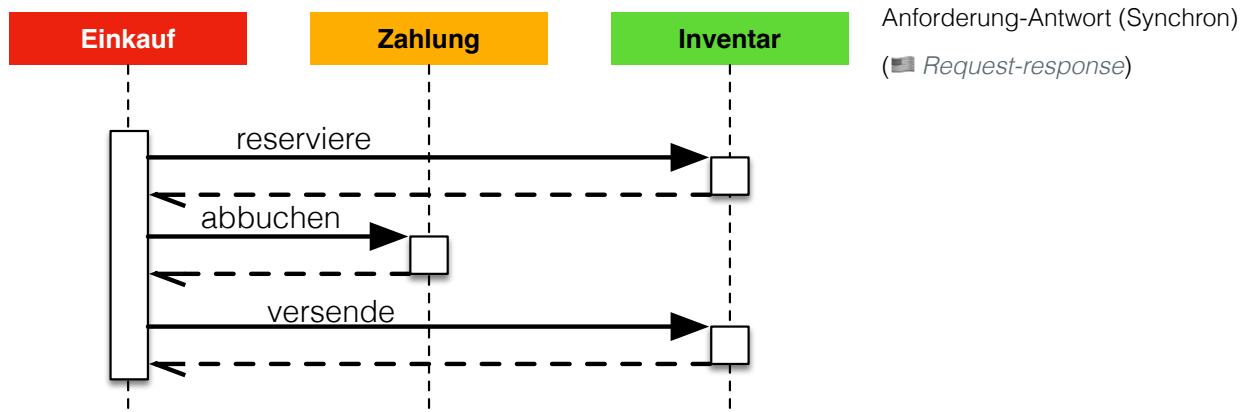 Einkauf
Zahlung
Inventar
Anforderung-Antwort (Synchron)
(🇺🇸 Request-response)
reserviere
abbuchen
versende